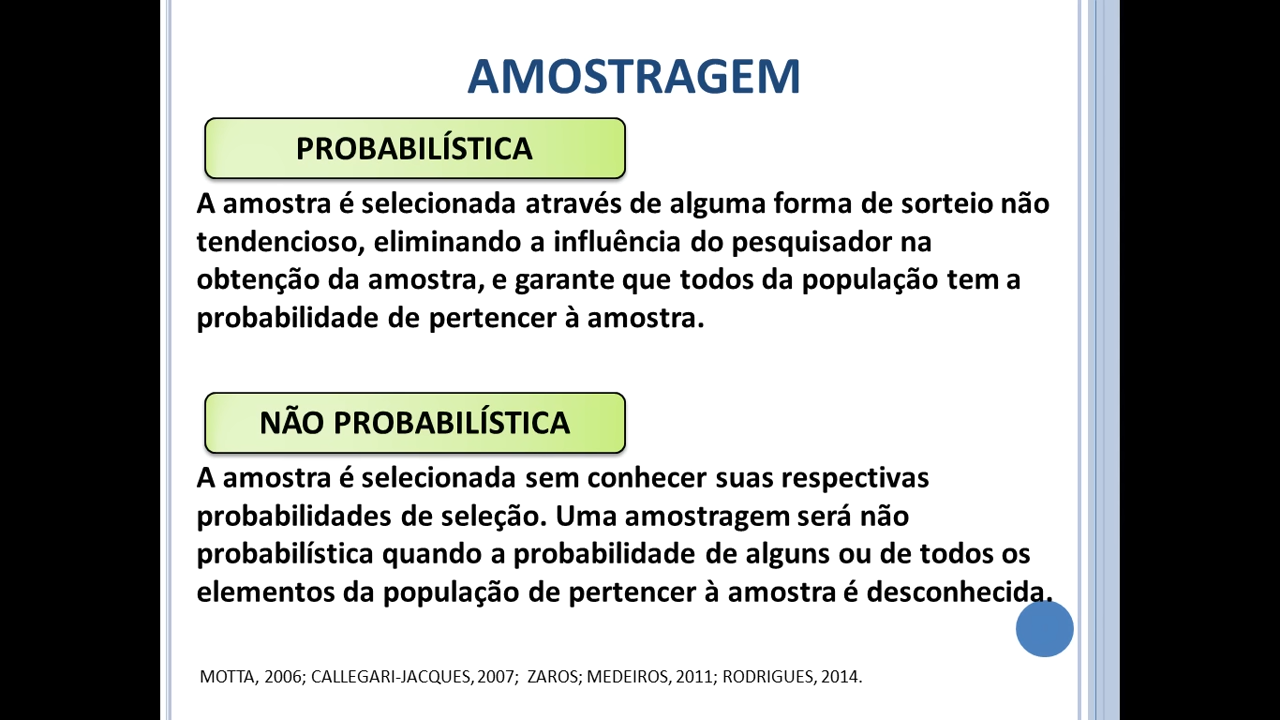 AMOSTRAGEM
PROBABILÍSTICA
A amostra é selecionada através de alguma forma de sorteio não
tendencioso, eliminando a influência do pesquisador na
obtenção da amostra, e garante que todos da população tem a
probabilidade de pertencer à amostra.
NÃO PROBABILÍSTICA
A amostra é selecionada sem conhecer suas respectivas
probabilidades de seleção. Uma amostragem será não
probabilística quando a probabilidade de alguns ou de todos os
elementos da população de pertencer à amostra é desconhecida.
MOTTA, 2006; CALLEGARI-JACQUES, 2007; ZAROS; MEDEIROS, 2011; RODRIGUES, 2014.